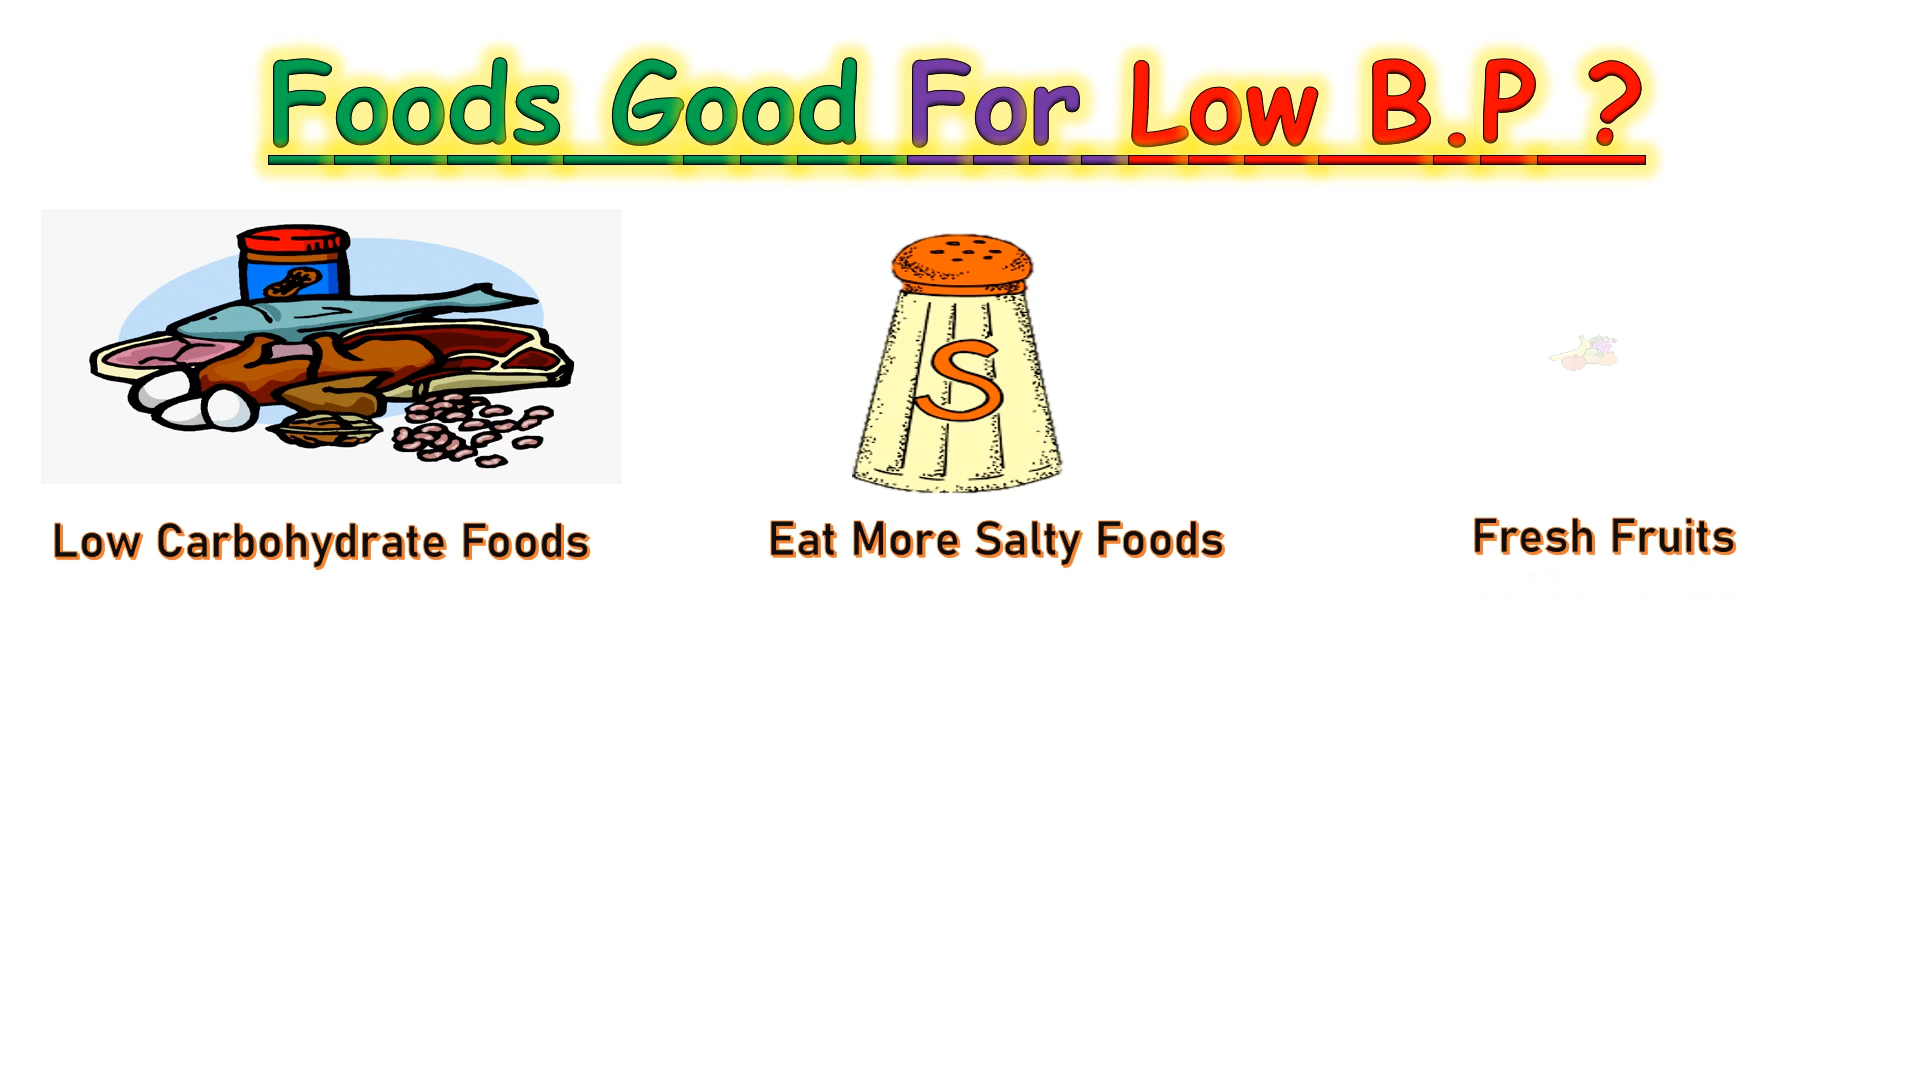 Foods Good For Low B.P ?
S
Low Carbohydrate Foods
Eat More Salty Foods
Fresh Fruits